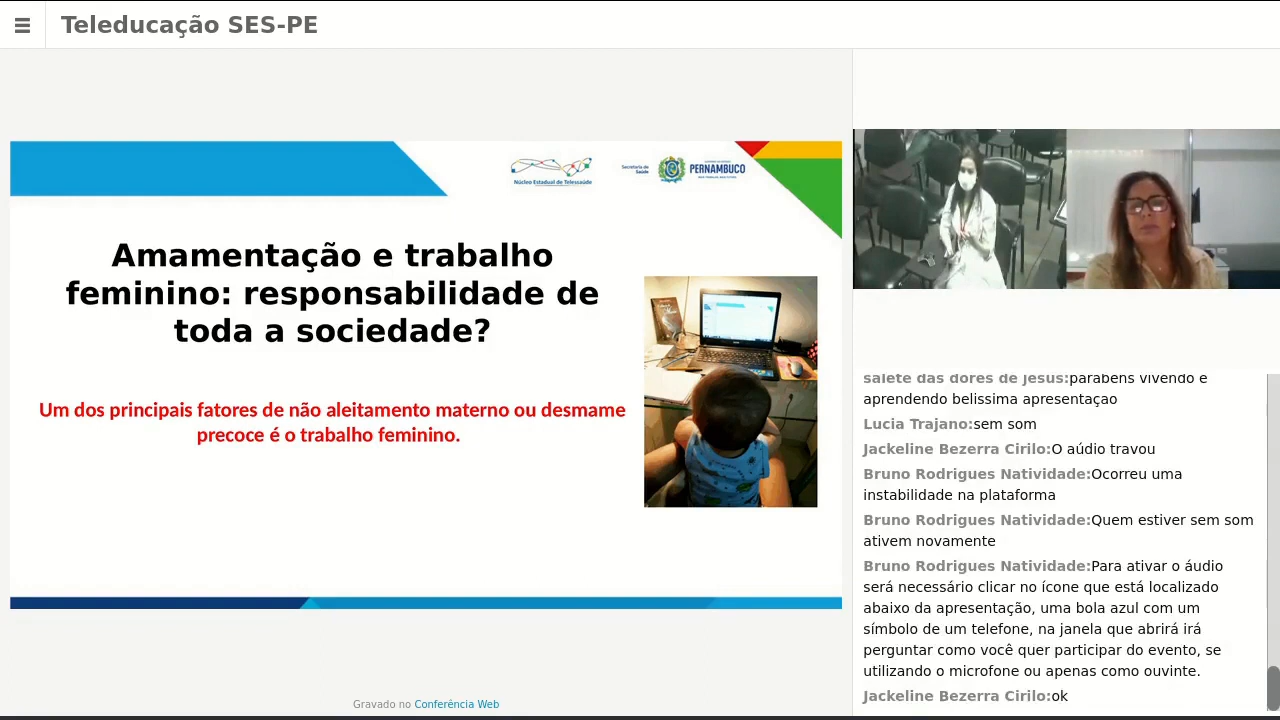 Teleducação SES-PE
Núcleo Estadual de Telessaúde
Secretaria de
Saúde
PERNAMBUCO
Amamentação e trabalho
feminino: responsabilidade de
toda a sociedade?
Um dos principais fatores de não aleitamento materno ou desmame
precoce é o trabalho feminino.
Gravado no Conferência Web
salete das dores de jesus:parabens vivendo e
aprendendo belissima apresentaçao
Lucia Trajano:sem som
Jackeline Bezerra Cirilo:O aúdio travou
Bruno Rodrigues Natividade:Ocorreu uma
instabilidade na plataforma
Bruno Rodrigues Natividade:Quem estiver sem som
ativem novamente
Bruno Rodrigues Natividade:Para ativar o áudio
será necessário clicar no ícone que está localizado
abaixo da apresentação, uma bola azul com um
símbolo de um telefone, na janela que abrirá irá
perguntar como você quer participar do evento, se
utilizando o microfone ou apenas como ouvinte.
Jackeline Bezerra Cirilo:ok